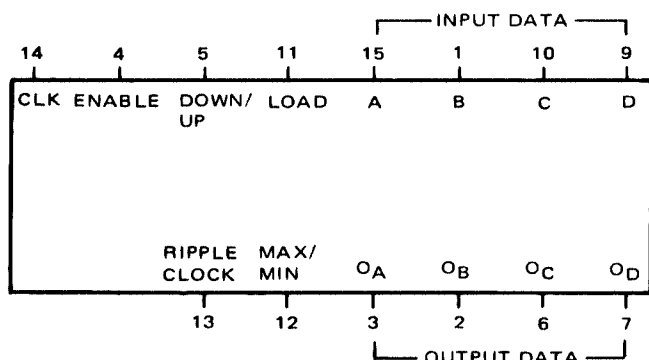 INPUT DATA
14 4 5 11 15 1 10 9
CLK ENABLE DOWN/ LOAD A B C D
UP
RIPPLE MAX/
CLOCK MIN OA OB OC OD
13 12 3 2 6 7
OUTPUT DATA